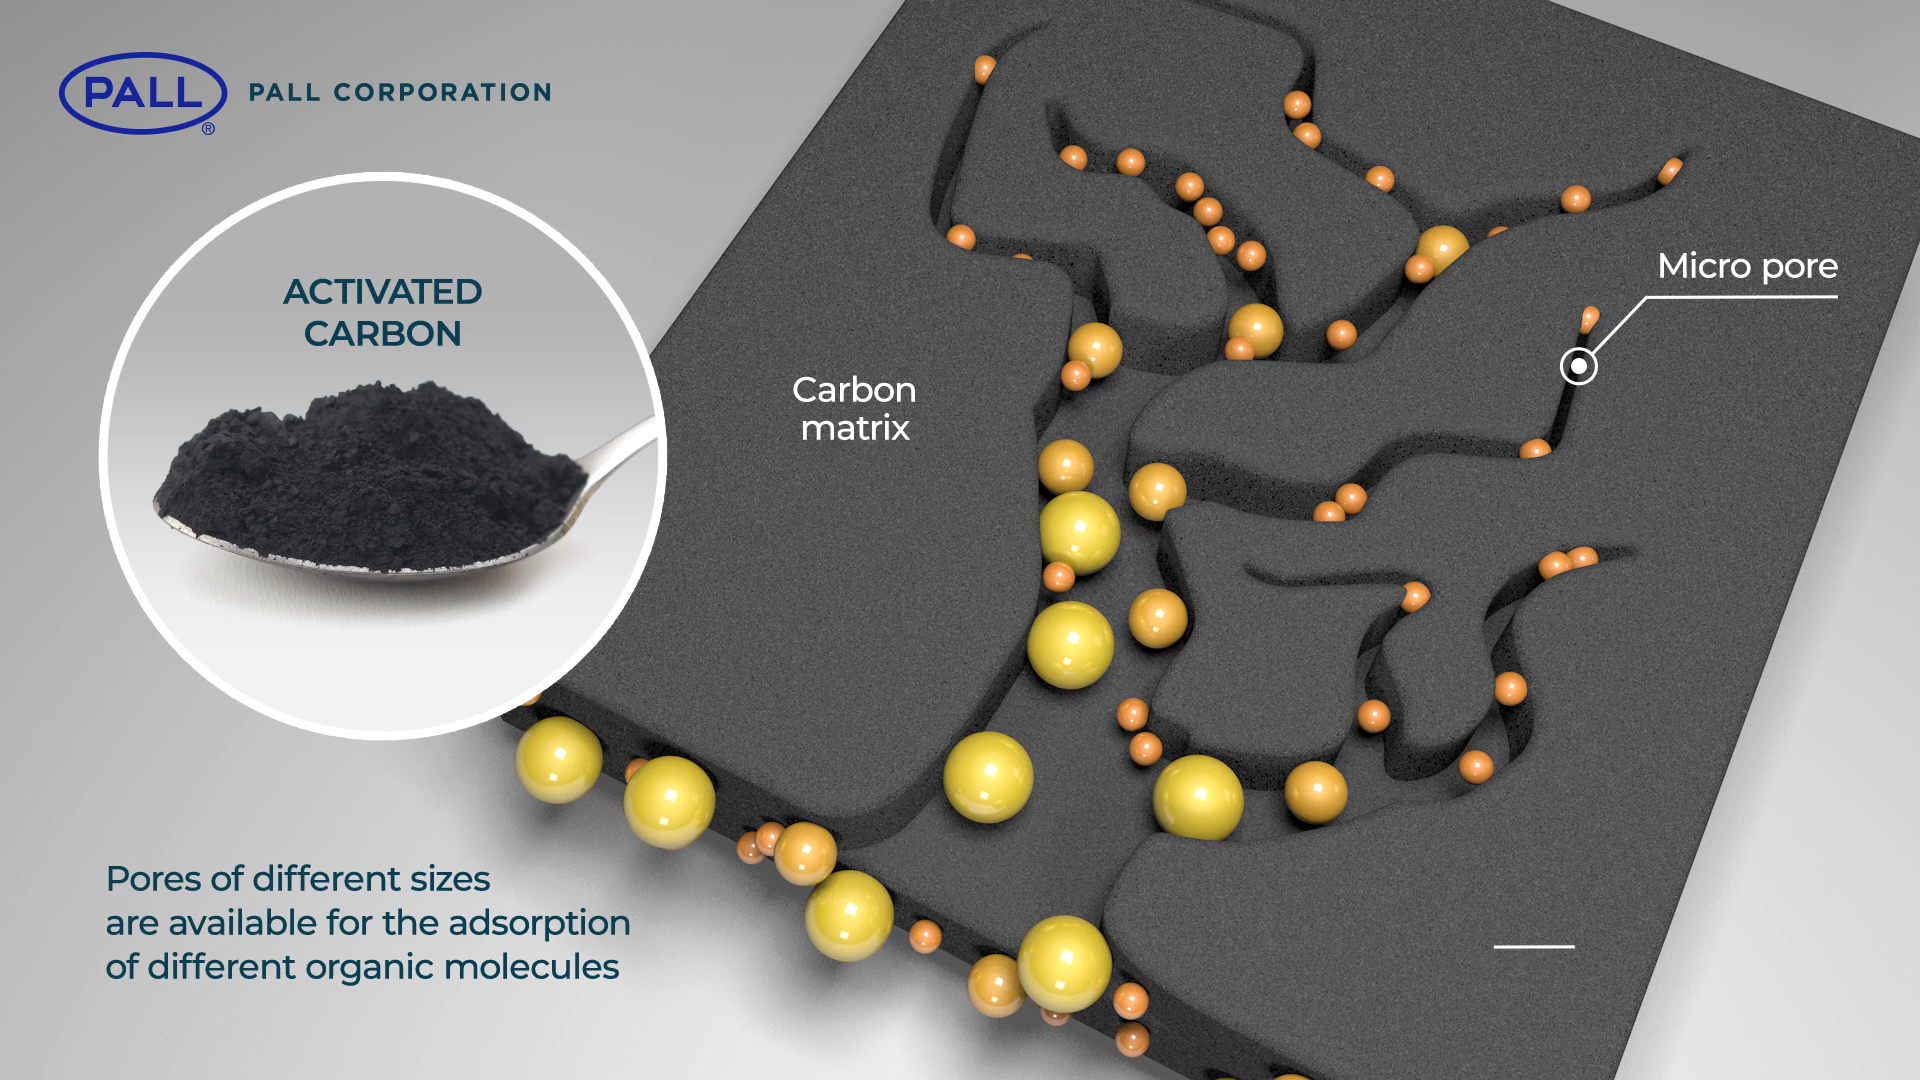 PALL
®
PALL CORPORATION
ACTIVATED
CARBON
Carbon
matrix
Micro pore
Pores of different sizes
are available for the adsorption
of different organic molecules